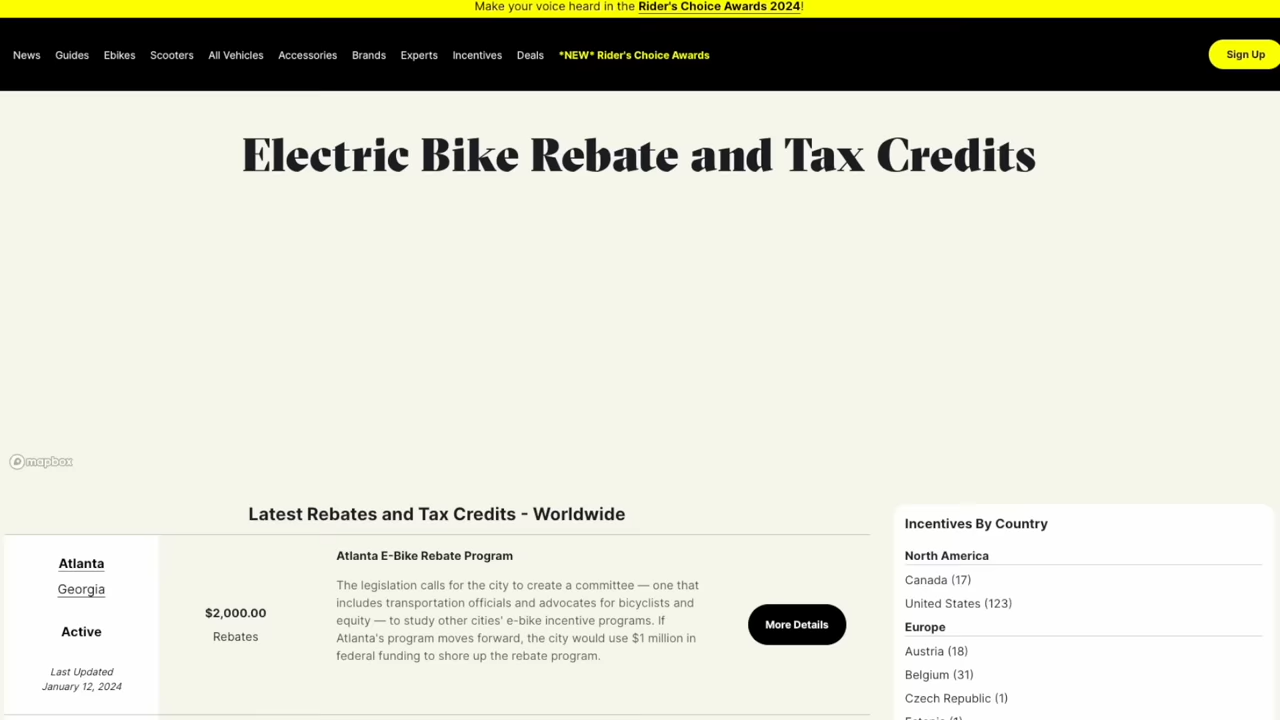 Make your voice heard in the Rider's Choice Awards 2024!
News Guides Ebikes Scooters All Vehicles Accessories Brands Experts Incentives Deals *NEW* Rider's Choice Awards Sign Up
Electric Bike Rebate and Tax Credits
mapbox
Latest Rebates and Tax Credits - Worldwide
Atlanta
Georgia
Active
Last Updated
January 12, 2024
$2,000.00
Rebates
Atlanta E-Bike Rebate Program
The legislation calls for the city to create a committee — one that
includes transportation officials and advocates for bicyclists and
equity — to study other cities' e-bike incentive programs. If
Atlanta's program moves forward, the city would use $1 million in
federal funding to shore up the rebate program.
More Details
Incentives By Country
North America
Canada (17)
United States (123)
Europe
Austria (18)
Belgium (31)
Czech Republic (1)